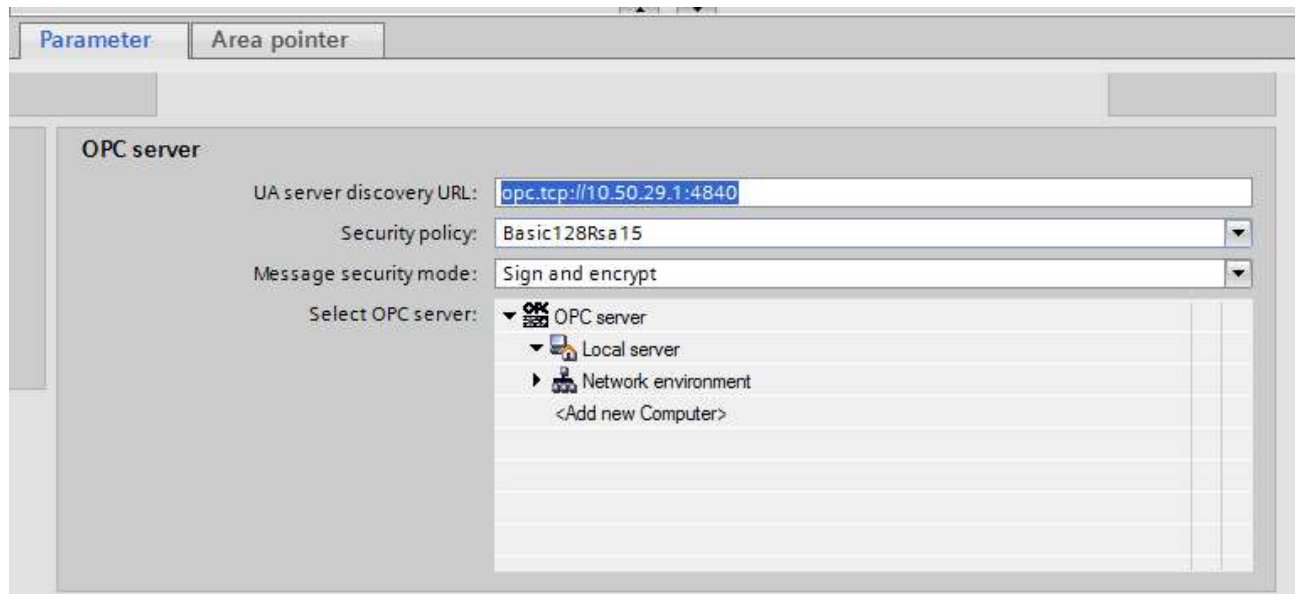 Parameter Area pointer
OPC server
UA server discovery URL: opc.tcp://10.50.29.1:4840
Security policy: Basic128Rsa15
Message security mode: Sign and encrypt
Select OPC server: OPC server
Local server
Network environment
<Add new Computer>